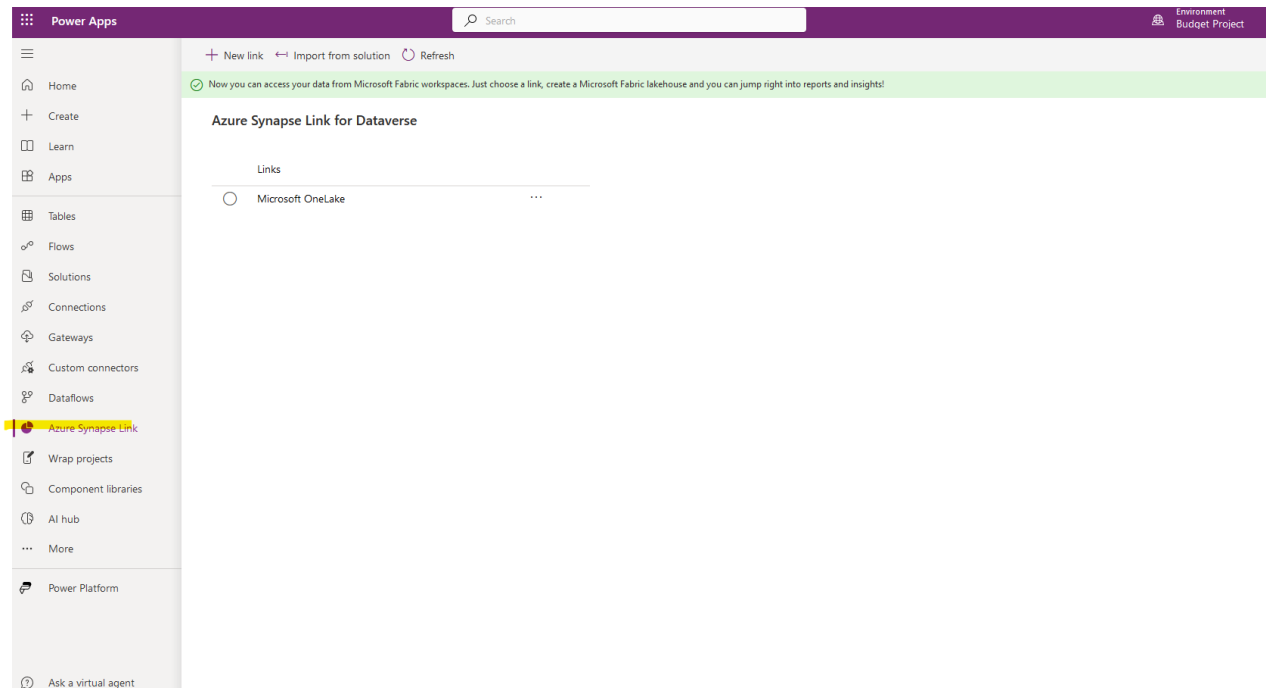 Power Apps
Search
Environment
Budget Project
New link
Import from solution
Refresh
Now you can access your data from Microsoft Fabric workspaces. Just choose a link, create a Microsoft Fabric lakehouse and you can jump right into reports and insights!
Home
Create
Learn
Apps
Tables
Flows
Solutions
Connections
Gateways
Custom connectors
Dataflows
Azure Synapse Link
Wrap projects
Component libraries
AI hub
More
Power Platform
Ask a virtual agent
Azure Synapse Link for Dataverse
Links
Microsoft OneLake